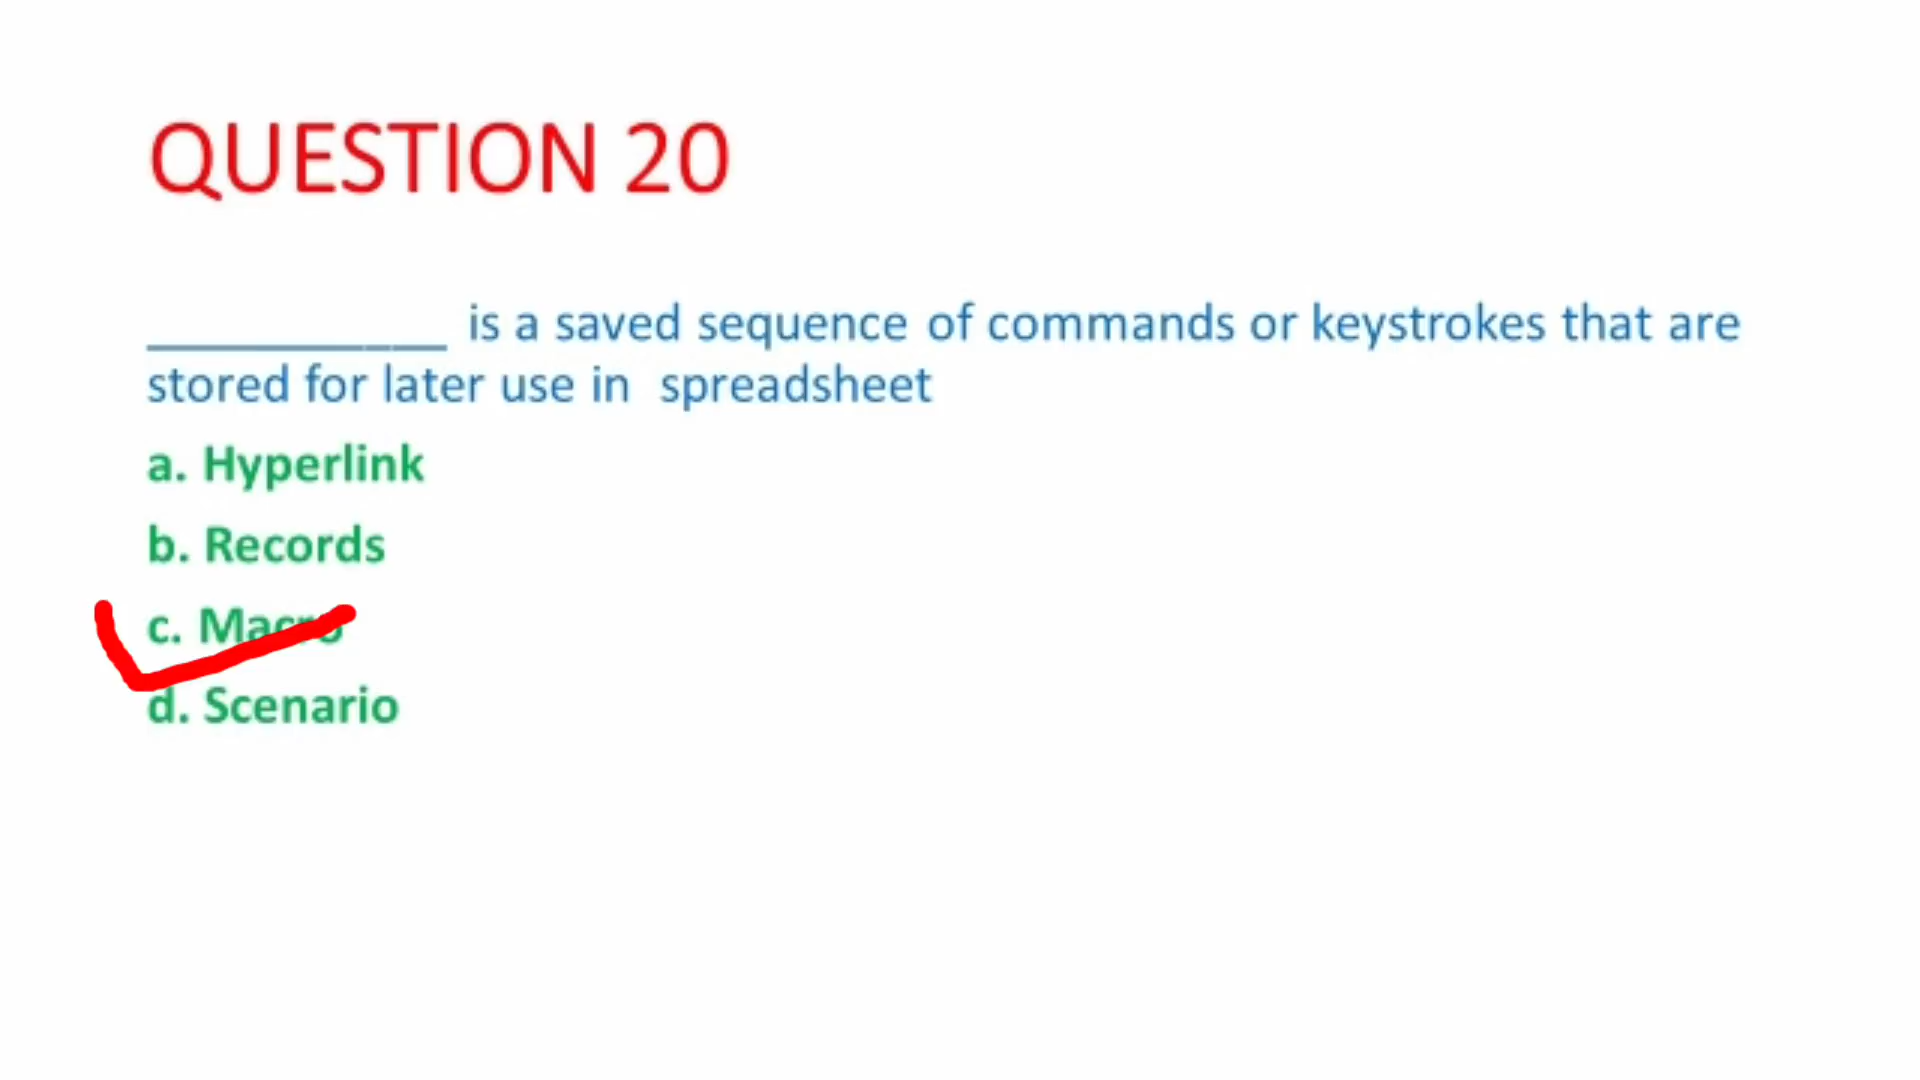 QUESTION 20
___________ is a saved sequence of commands or keystrokes that are
stored for later use in spreadsheet
a. Hyperlink
b. Records
c. Macro
d. Scenario